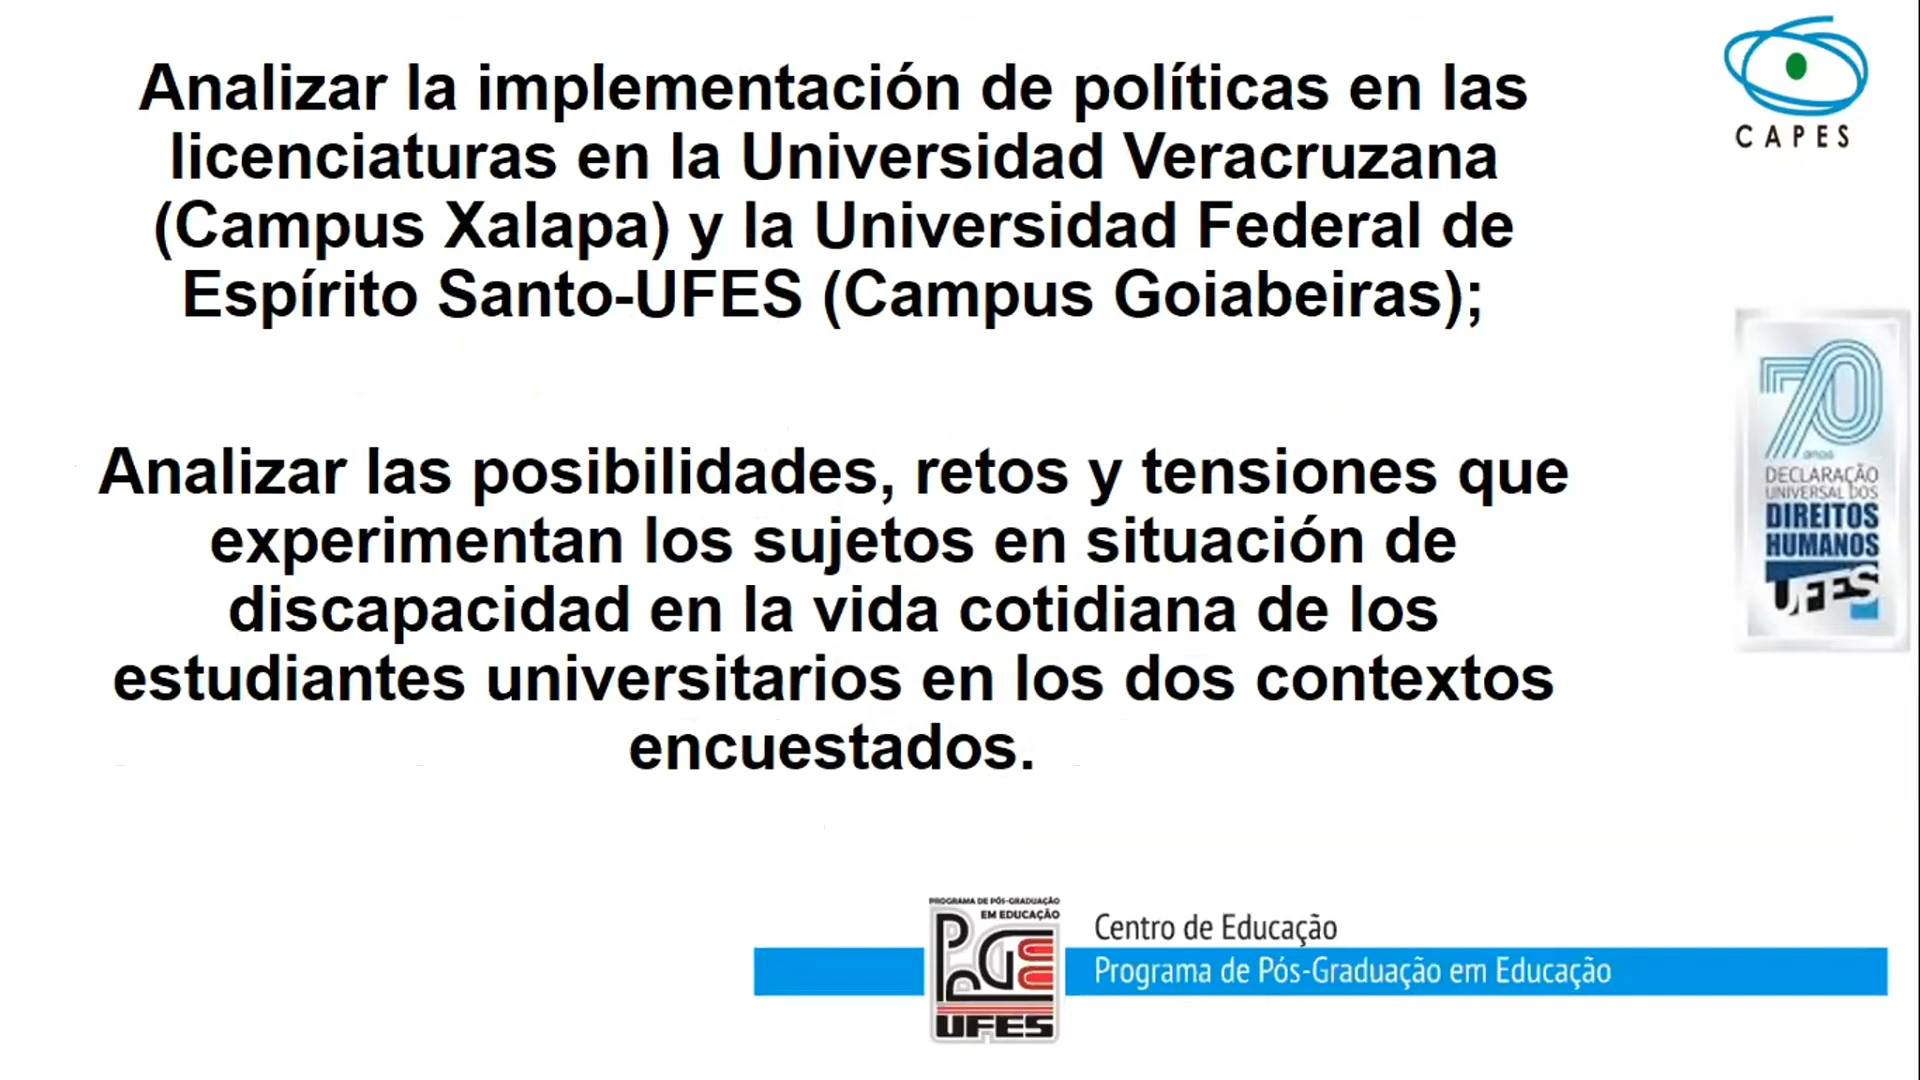 Analizar la implementación de políticas en las
licenciaturas en la Universidad Veracruzana
(Campus Xalapa) y la Universidad Federal de
Espírito Santo-UFES (Campus Goiabeiras);
Analizar las posibilidades, retos y tensiones que
experimentan los sujetos en situación de
discapacidad en la vida cotidiana de los
estudiantes universitarios en los dos contextos
encuestados.
CAPES
70
anos
DECLARAÇÃO
UNIVERSAL DOS
DIREITOS
HUMANOS
UFES
PROGRAMA DE PÓS-GRADUAÇÃO
EM EDUCAÇÃO
PPGE
UFES
Centro de Educação
Programa de Pós-Graduação em Educação